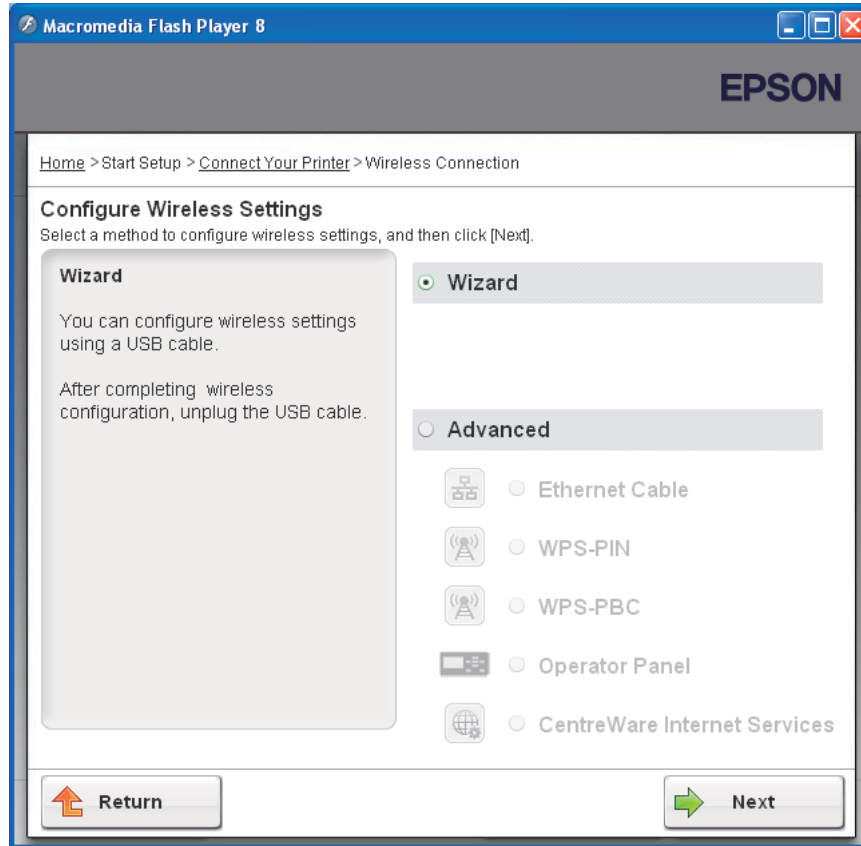 Macromedia Flash Player 8
EPSON
Home > Start Setup > Connect Your Printer > Wireless Connection
Configure Wireless Settings
Select a method to configure wireless settings, and then click [Next].
Wizard
You can configure wireless settings
using a USB cable.
After completing wireless
configuration, unplug the USB cable.
Wizard
Advanced
Ethernet Cable
WPS-PIN
WPS-PBC
Operator Panel
CentreWare Internet Services
Return
Next